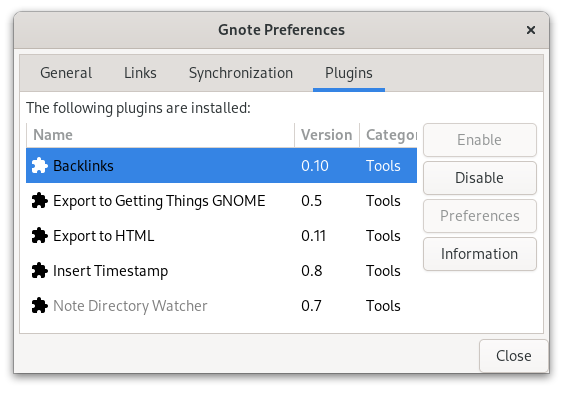 Gnote Preferences
General Links Synchronization Plugins
The following plugins are installed:
Name Version Categor
Backlinks 0.10 Tools
Export to Getting Things GNOME 0.5 Tools
Export to HTML 0.11 Tools
Insert Timestamp 0.8 Tools
Note Directory Watcher 0.7 Tools
Enable
Disable
Preferences
Information
Close